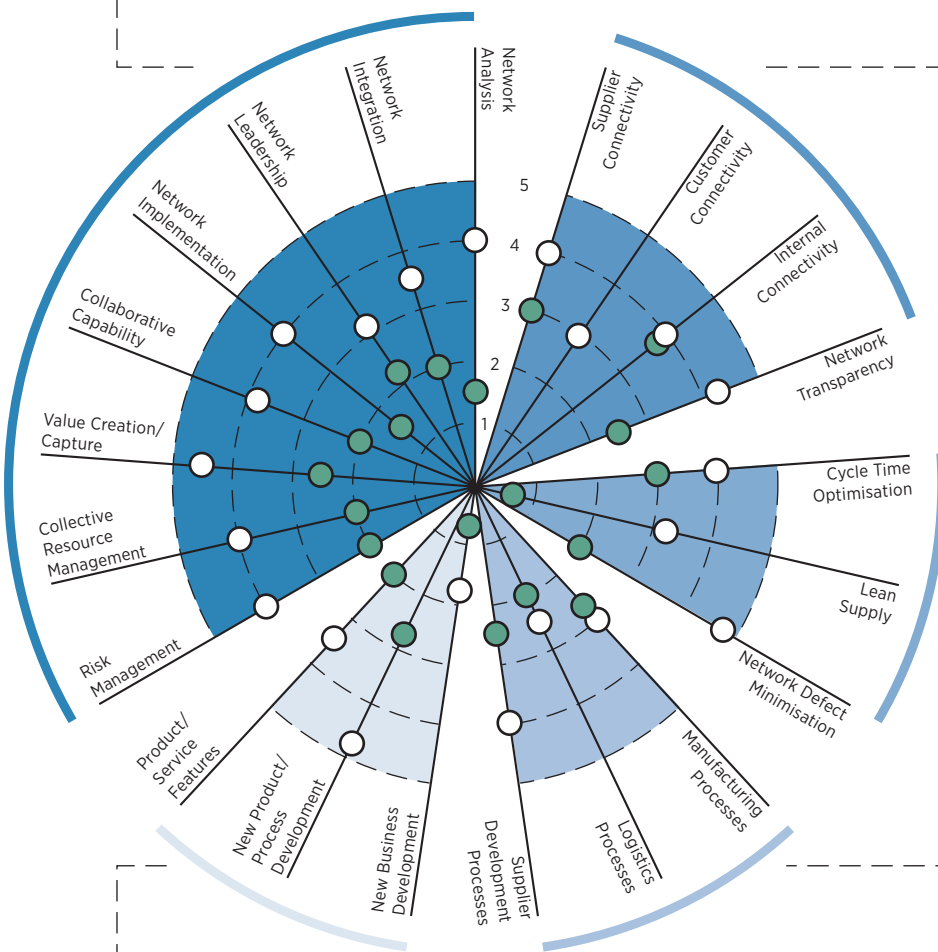 Network
Analysis
Supplier
Connectivity
Customer
Connectivity
Internal
Connectivity
Network
Transparency
Cycle Time
Optimisation
Lean
Supply
Network Defect
Minimisation
Manufacturing
Processes
Logistics
Processes
Supplier
Development
Processes
New Business
Development
New Product/
Process
Development
Product/
Service
Features
Risk
Management
Collective
Resource
Management
Value Creation/
Capture
Collaborative
Capability
Network
Implementation
Network
Leadership
Network
Integration
5
4
3
2
1